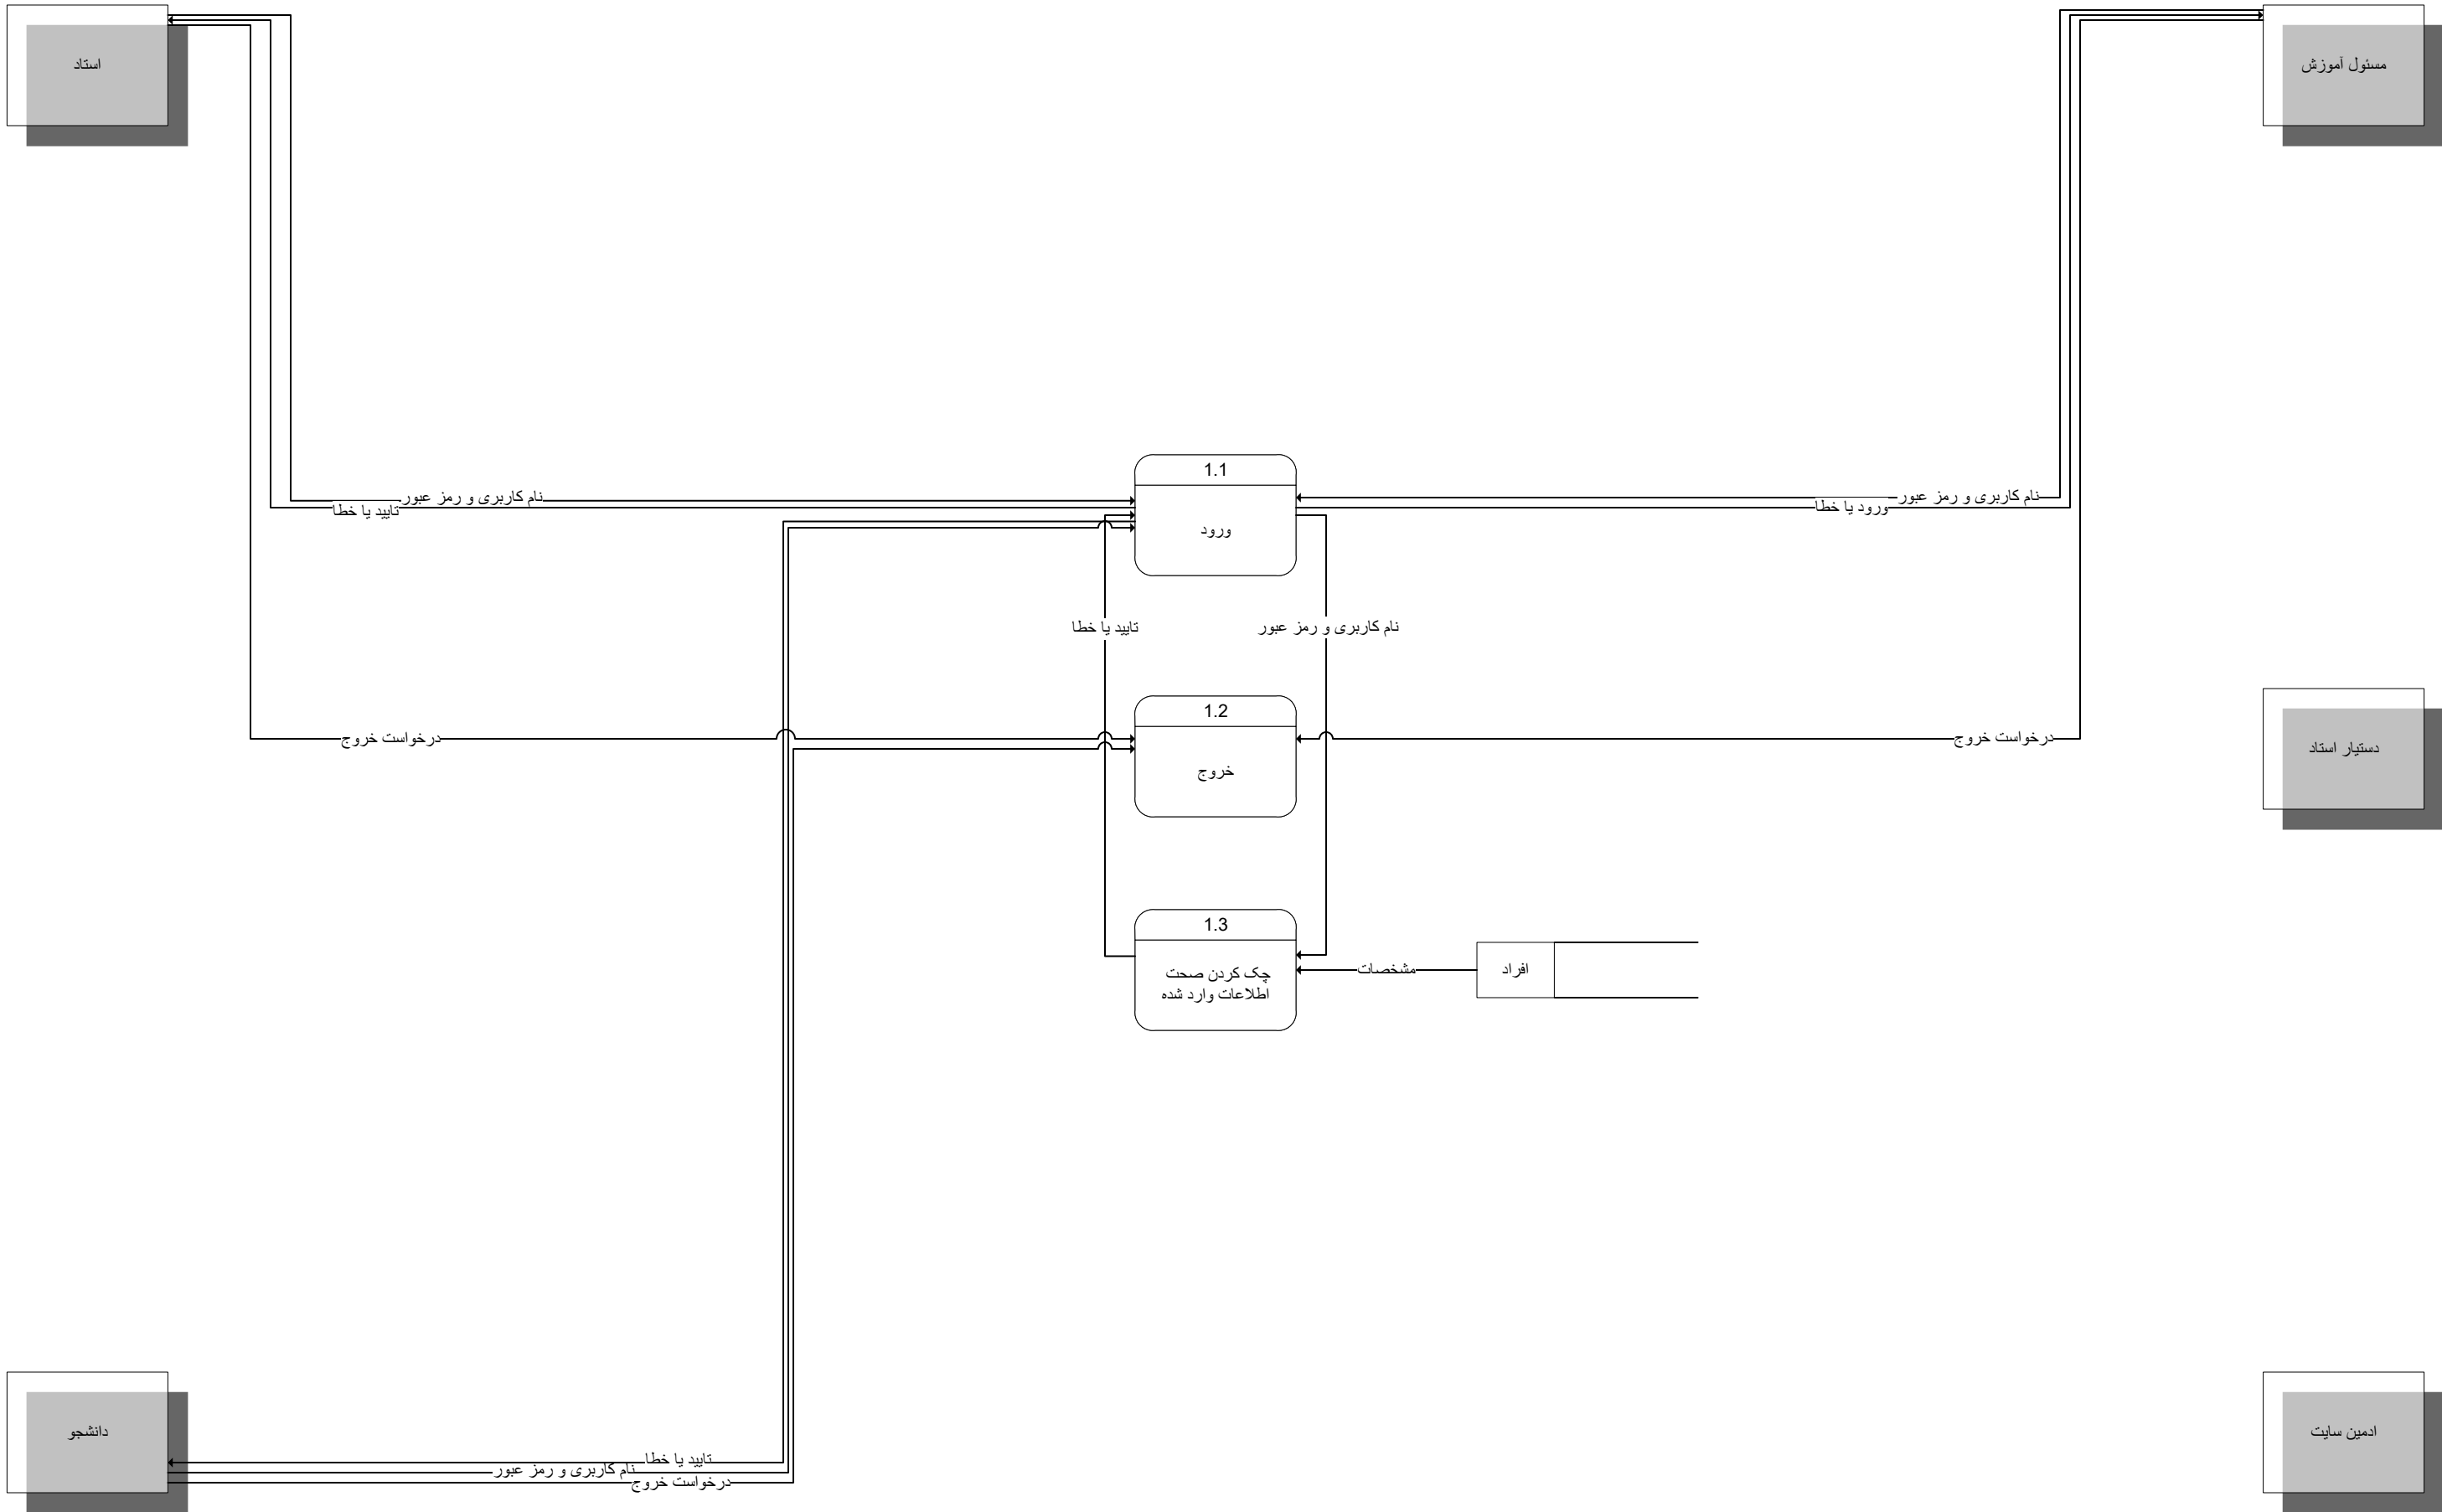 استاد
مسئول آموزش
1.1
ورود
نام کاربری و رمز عبور
تایید یا خطا
نام کاربری و رمز عبور
ورود یا خطا
تایید یا خطا
نام کاربری و رمز عبور
1.2
خروج
درخواست خروج
درخواست خروج
دستیار استاد
1.3
چک کردن صحت
اطلاعات وارد شده
مشخصات
افراد
دانشجو
تایید یا خطا
نام کاربری و رمز عبور
درخواست خروج
ادمین سایت